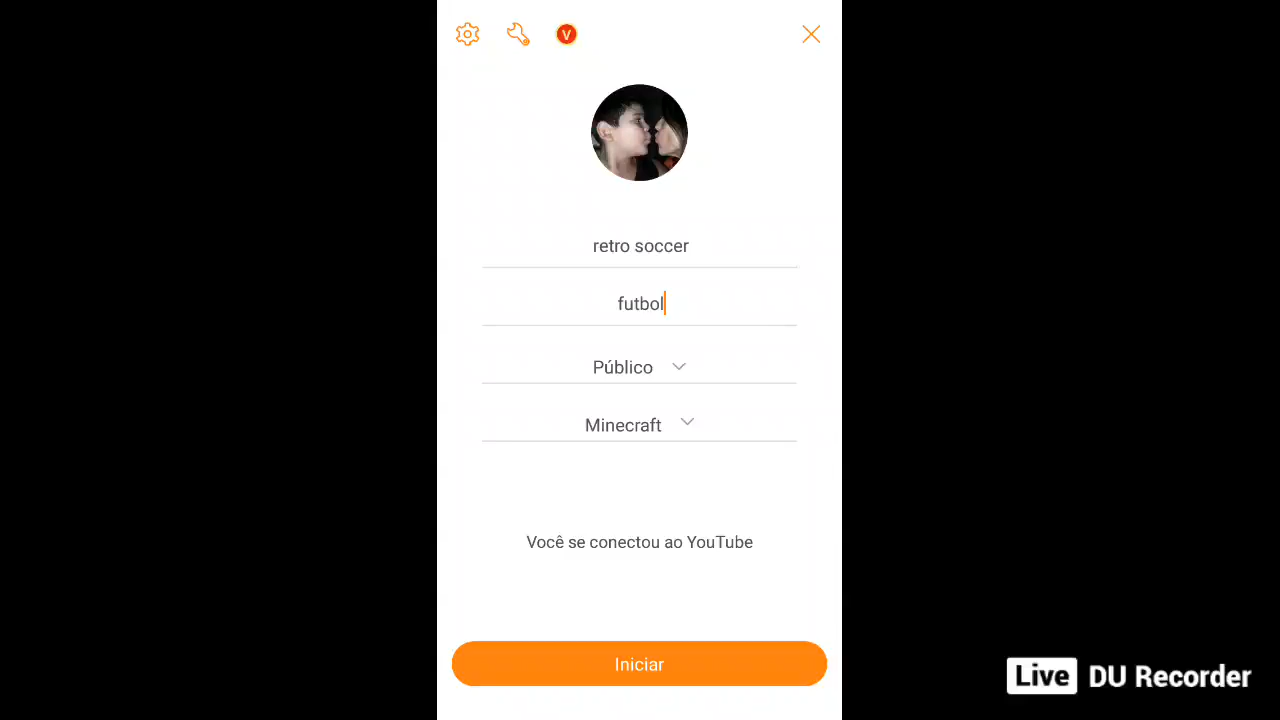 V
retro soccer
futbol
Público
Minecraft
Você se conectou ao YouTube
Iniciar
Live DU Recorder